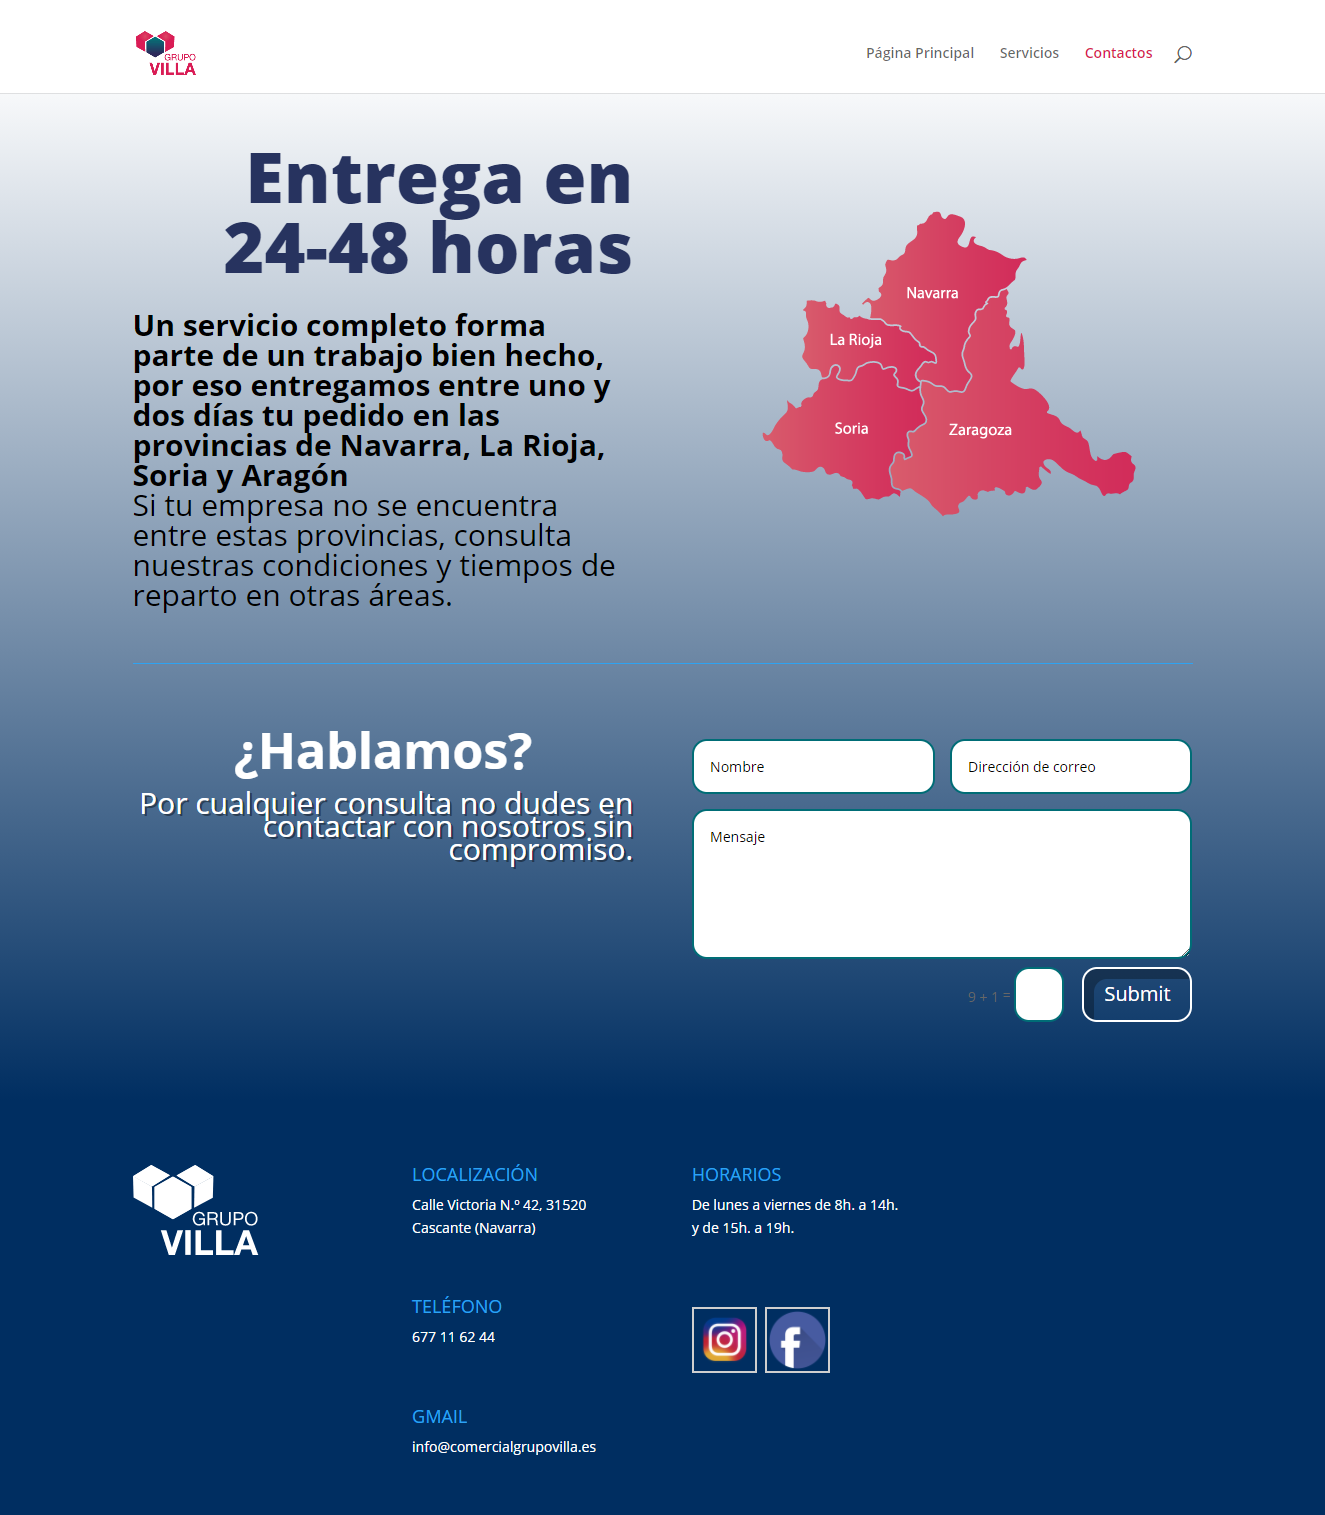 GRUPO
VILLA
Página Principal
Servicios
Contactos
Entrega en
24-48 horas
Un servicio completo forma
parte de un trabajo bien hecho,
por eso entregamos entre uno y
dos días tu pedido en las
provincias de Navarra, La Rioja,
Soria y Aragón
Si tu empresa no se encuentra
entre estas provincias, consulta
nuestras condiciones y tiempos de
reparto en otras áreas.
Navarra
La Rioja
Soria
Zaragoza
¿Hablamos?
Por cualquier consulta no dudes en
contactar con nosotros sin
compromiso.
Nombre
Dirección de correo
Mensaje
9 + 1 =
Submit
GRUPO
VILLA
LOCALIZACIÓN
Calle Victoria N.º 42, 31520
Cascante (Navarra)
TELÉFONO
677 11 62 44
GMAIL
info@comercialgrupovilla.es
HORARIOS
De lunes a viernes de 8h. a 14h.
y de 15h. a 19h.